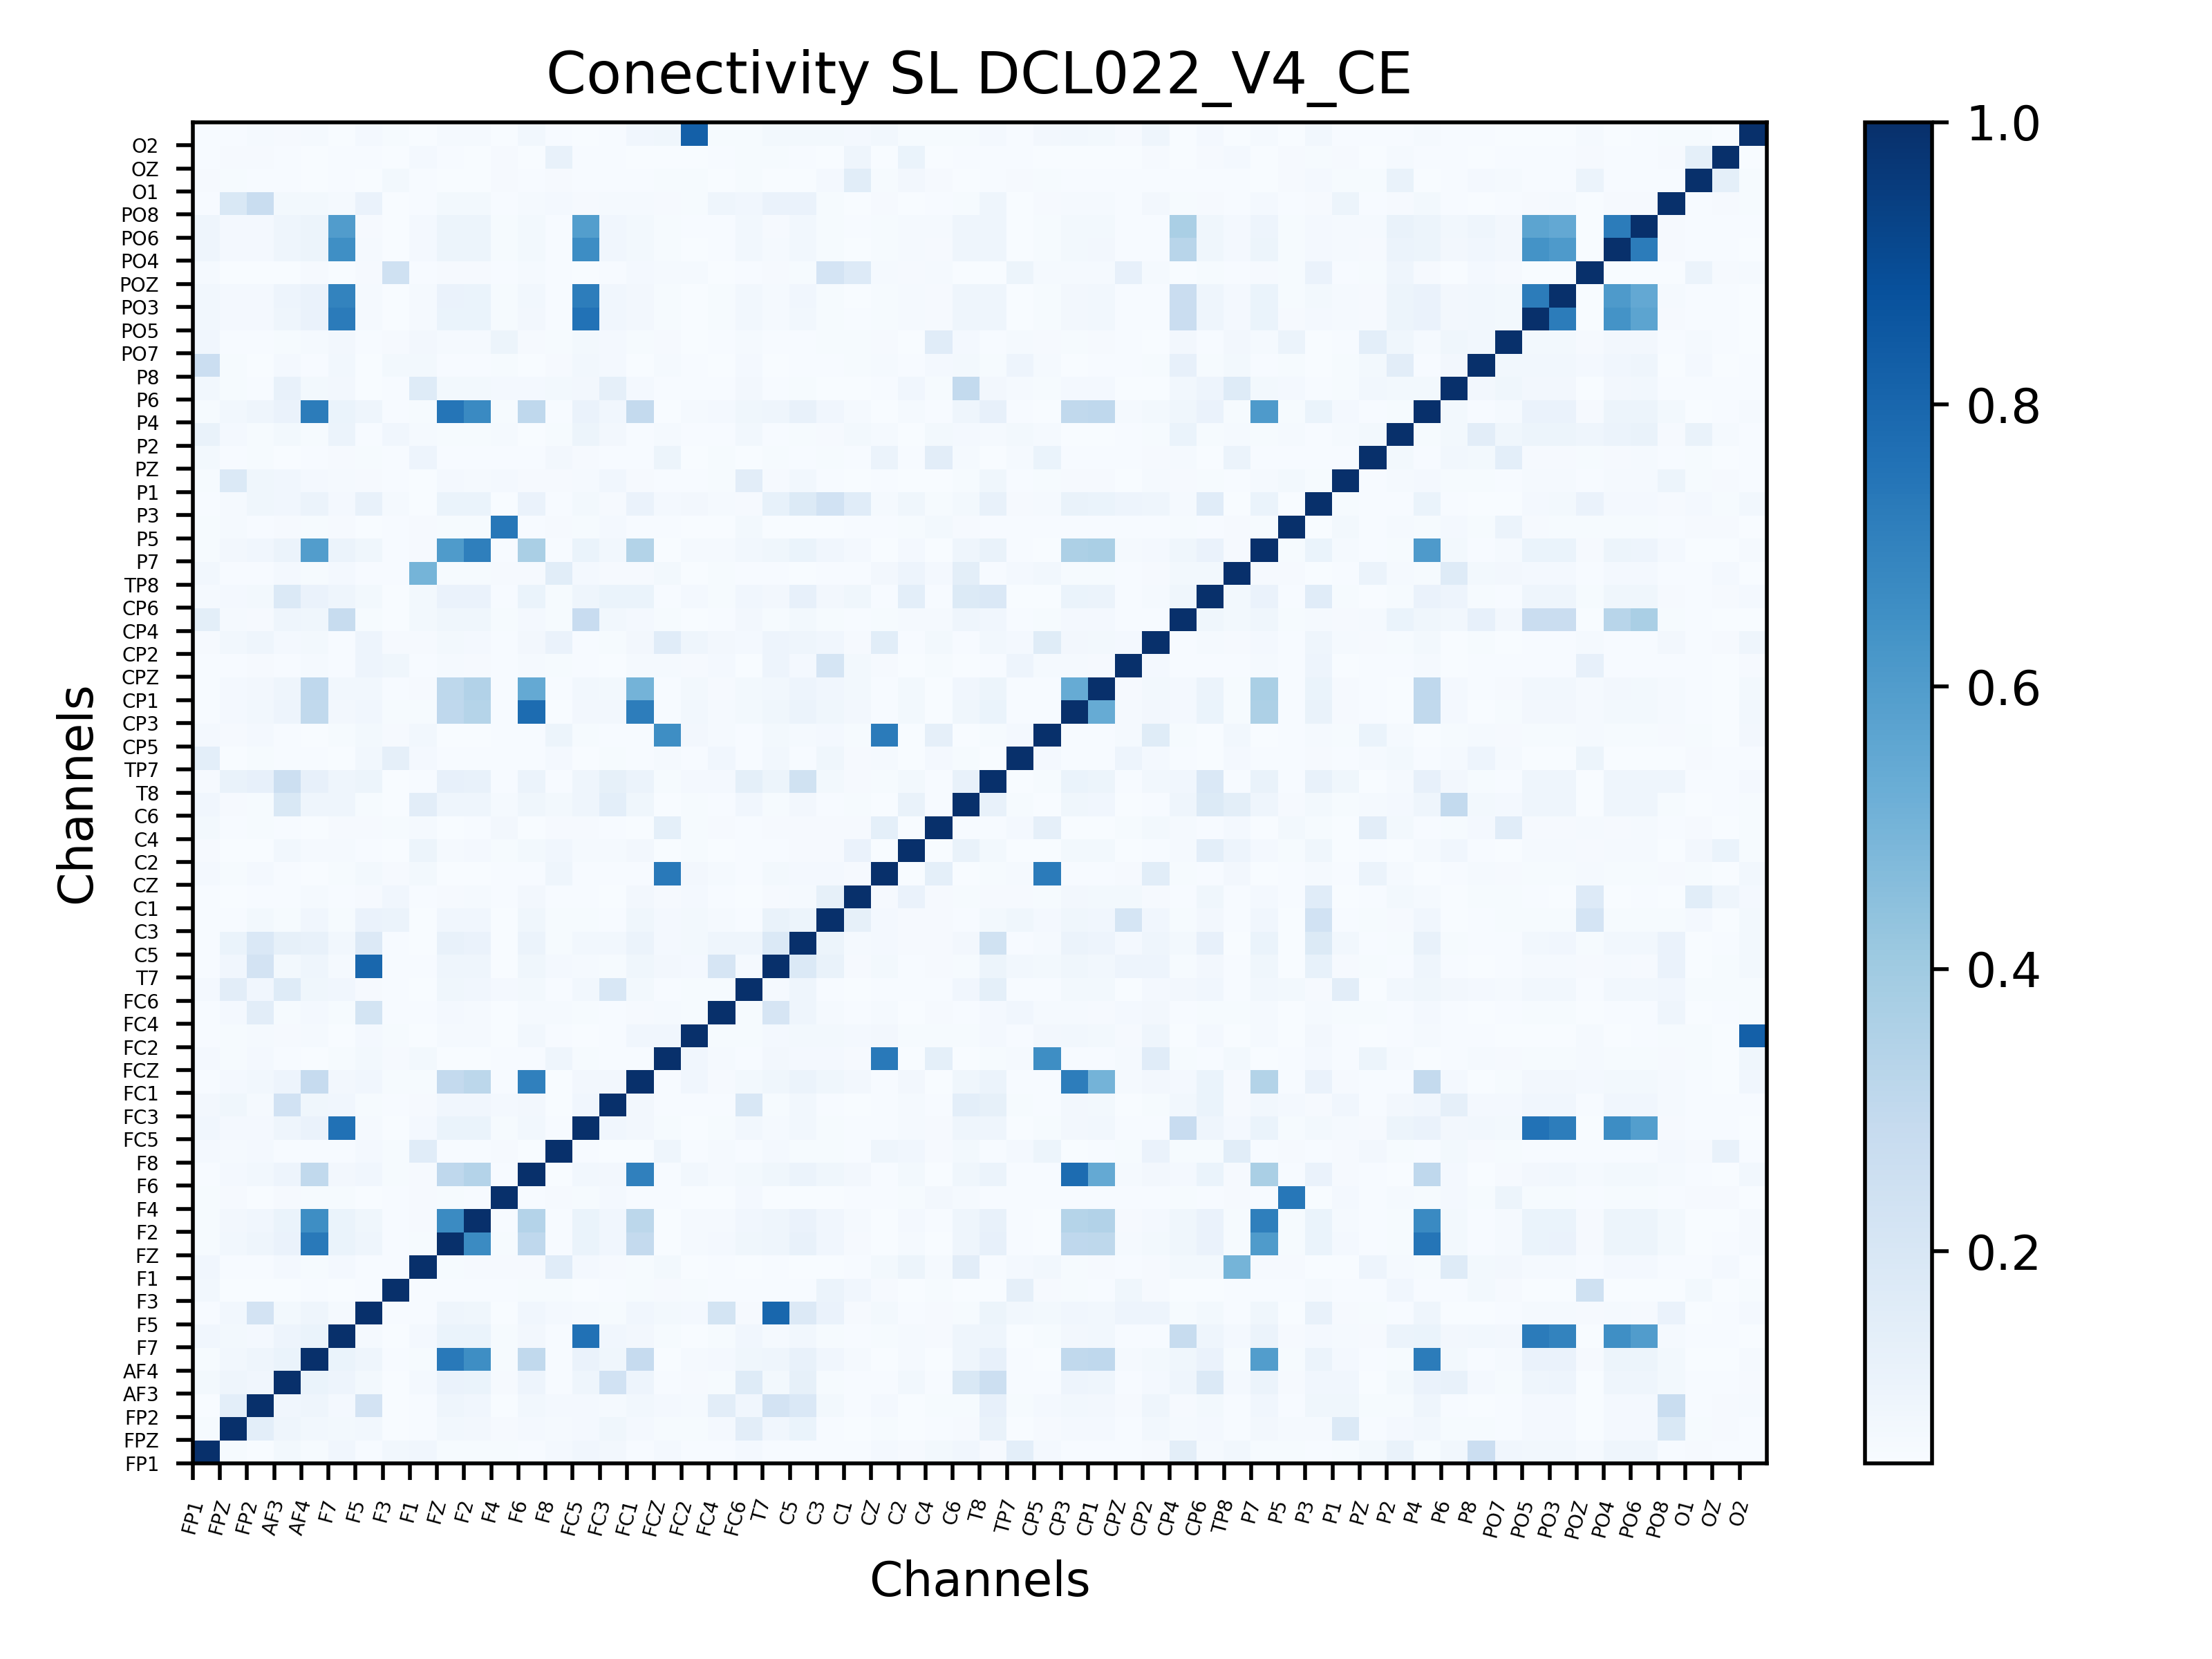 Conectivity SL DCL022_V4_CE
O2
OZ
O1
PO8
PO6
PO4
POZ
PO3
PO5
PO7
P8
P6
P4
P2
PZ
P1
P3
P5
P7
TP8
CP6
CP4
CP2
CPZ
CP1
CP3
CP5
TP7
T8
C6
C4
C2
CZ
C1
C3
C5
T7
FC6
FC4
FC2
FCZ
FC1
FC3
FC5
F8
F6
F4
F2
FZ
F1
F3
F5
F7
AF4
AF3
FP2
FPZ
FP1
Channels
FP1 FPZ FP2 AF3 AF4 F7 F5 F3 F1 FZ F2 F4 F6 F8 FC5 FC3 FC1 FCZ FC2 FC4 FC6 T7 C5 C3 C1 CZ C2 C4 C6 T8 TP7 CP5 CP3 CP1 CPZ CP2 CP4 CP6 TP8 P7 P5 P3 P1 PZ P2 P4 P6 P8 PO7 PO5 PO3 POZ PO4 PO6 PO8 O1 OZ O2
Channels
1.0
0.8
0.6
0.4
0.2